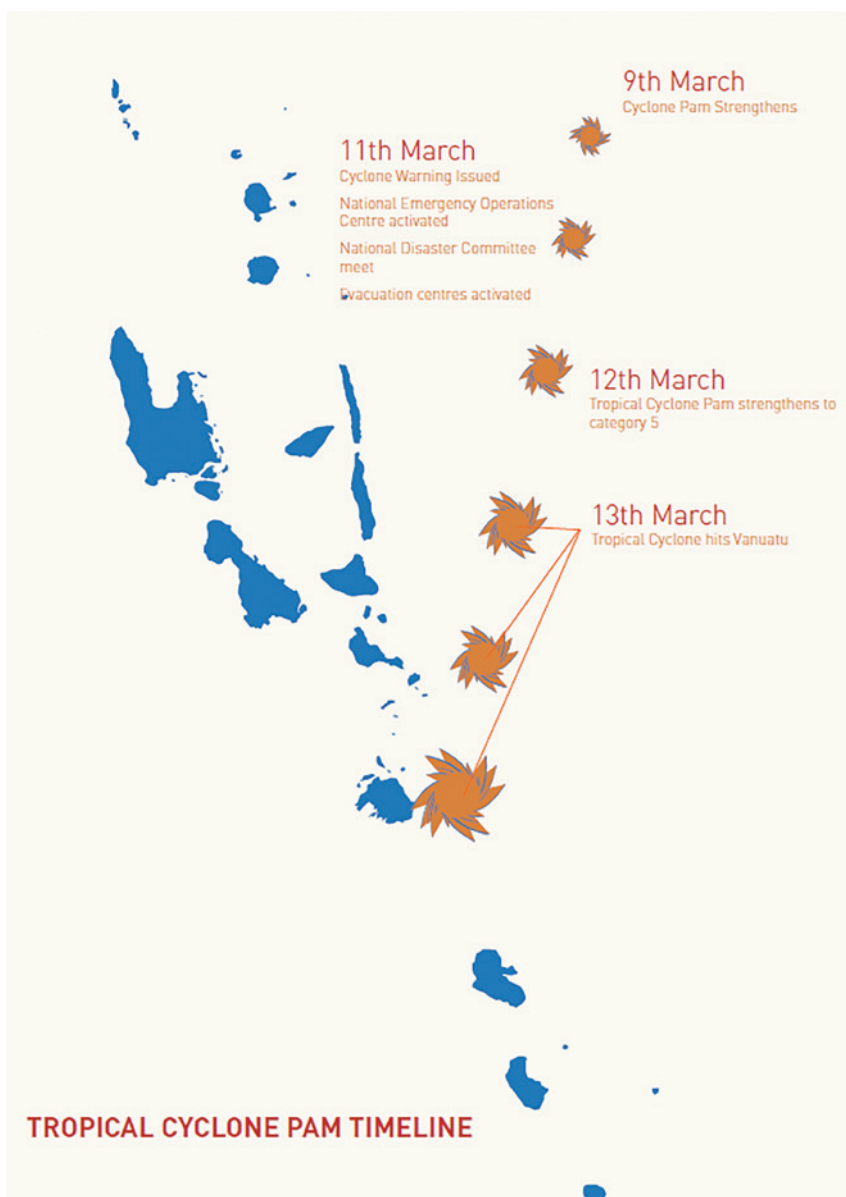 9th March
Cyclone Pam Strengthens
11th March
Cyclone Warning Issued
National Emergency Operations
Centre activated
National Disaster Committee
meet
Evacuation centres activated
12th March
Tropical Cyclone Pam strengthens to
category 5
13th March
Tropical Cyclone hits Vanuatu
TROPICAL CYCLONE PAM TIMELINE